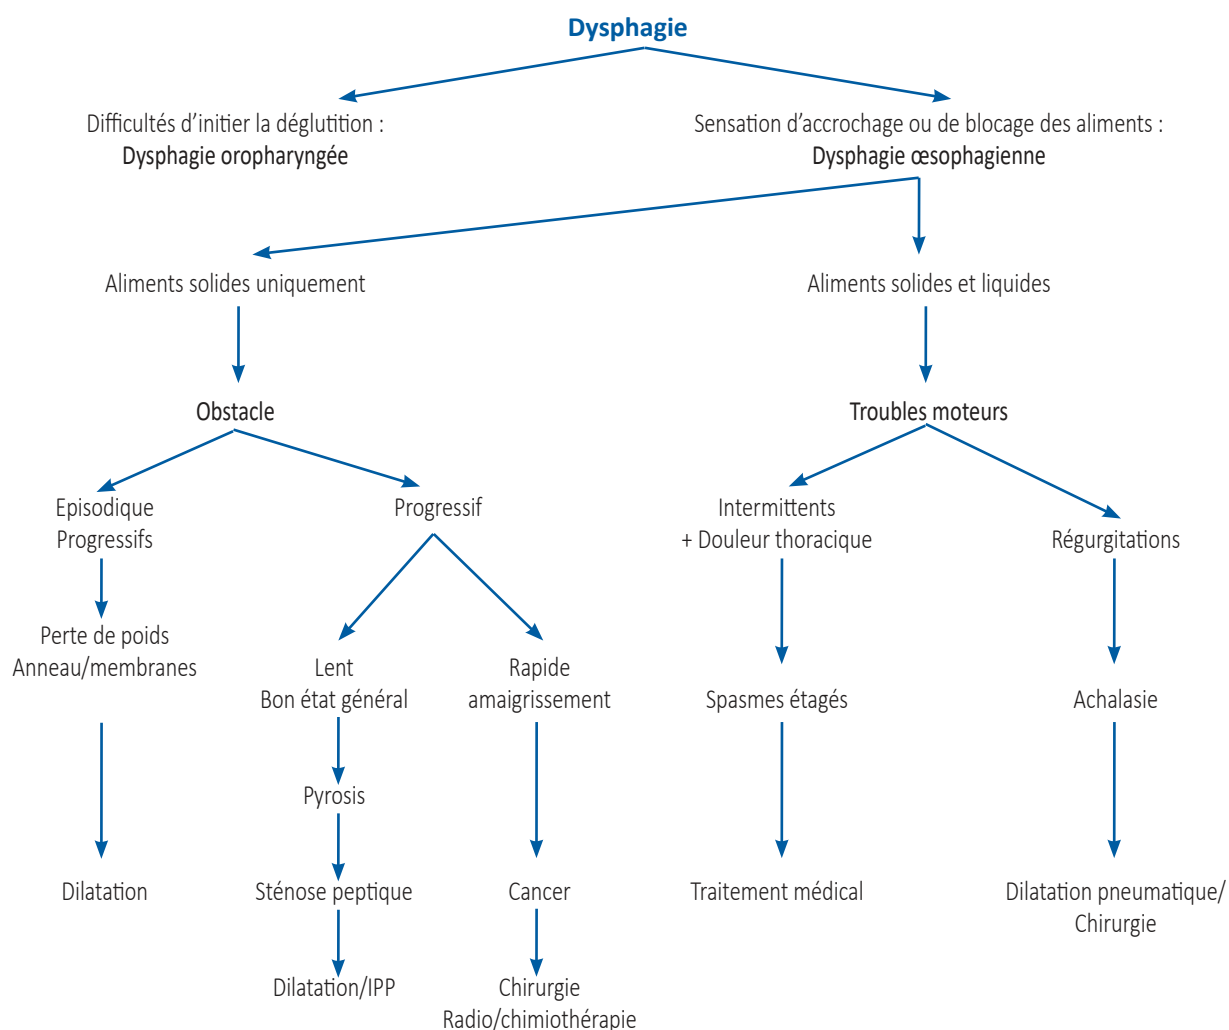 Dysphagie
Difficultés d'initier la déglutition :
Dysphagie oropharyngée
Sensation d'accrochage ou de blocage des aliments :
Dysphagie œsophagienne
Aliments solides uniquement
Aliments solides et liquides
Obstacle
Troubles moteurs
Episodique
Progressifs
Progressif
Intermittents
+ Douleur thoracique
Régurgitations
Perte de poids
Anneau/membranes
Lent
Bon état général
Rapide
amaigrissement
Spasmes étagés
Achalasie
Pyrosis
Dilatation
Sténose peptique
Cancer
Traitement médical
Dilatation pneumatique/
Chirurgie
Dilatation/IPP
Chirurgie
Radio/chimiothérapie